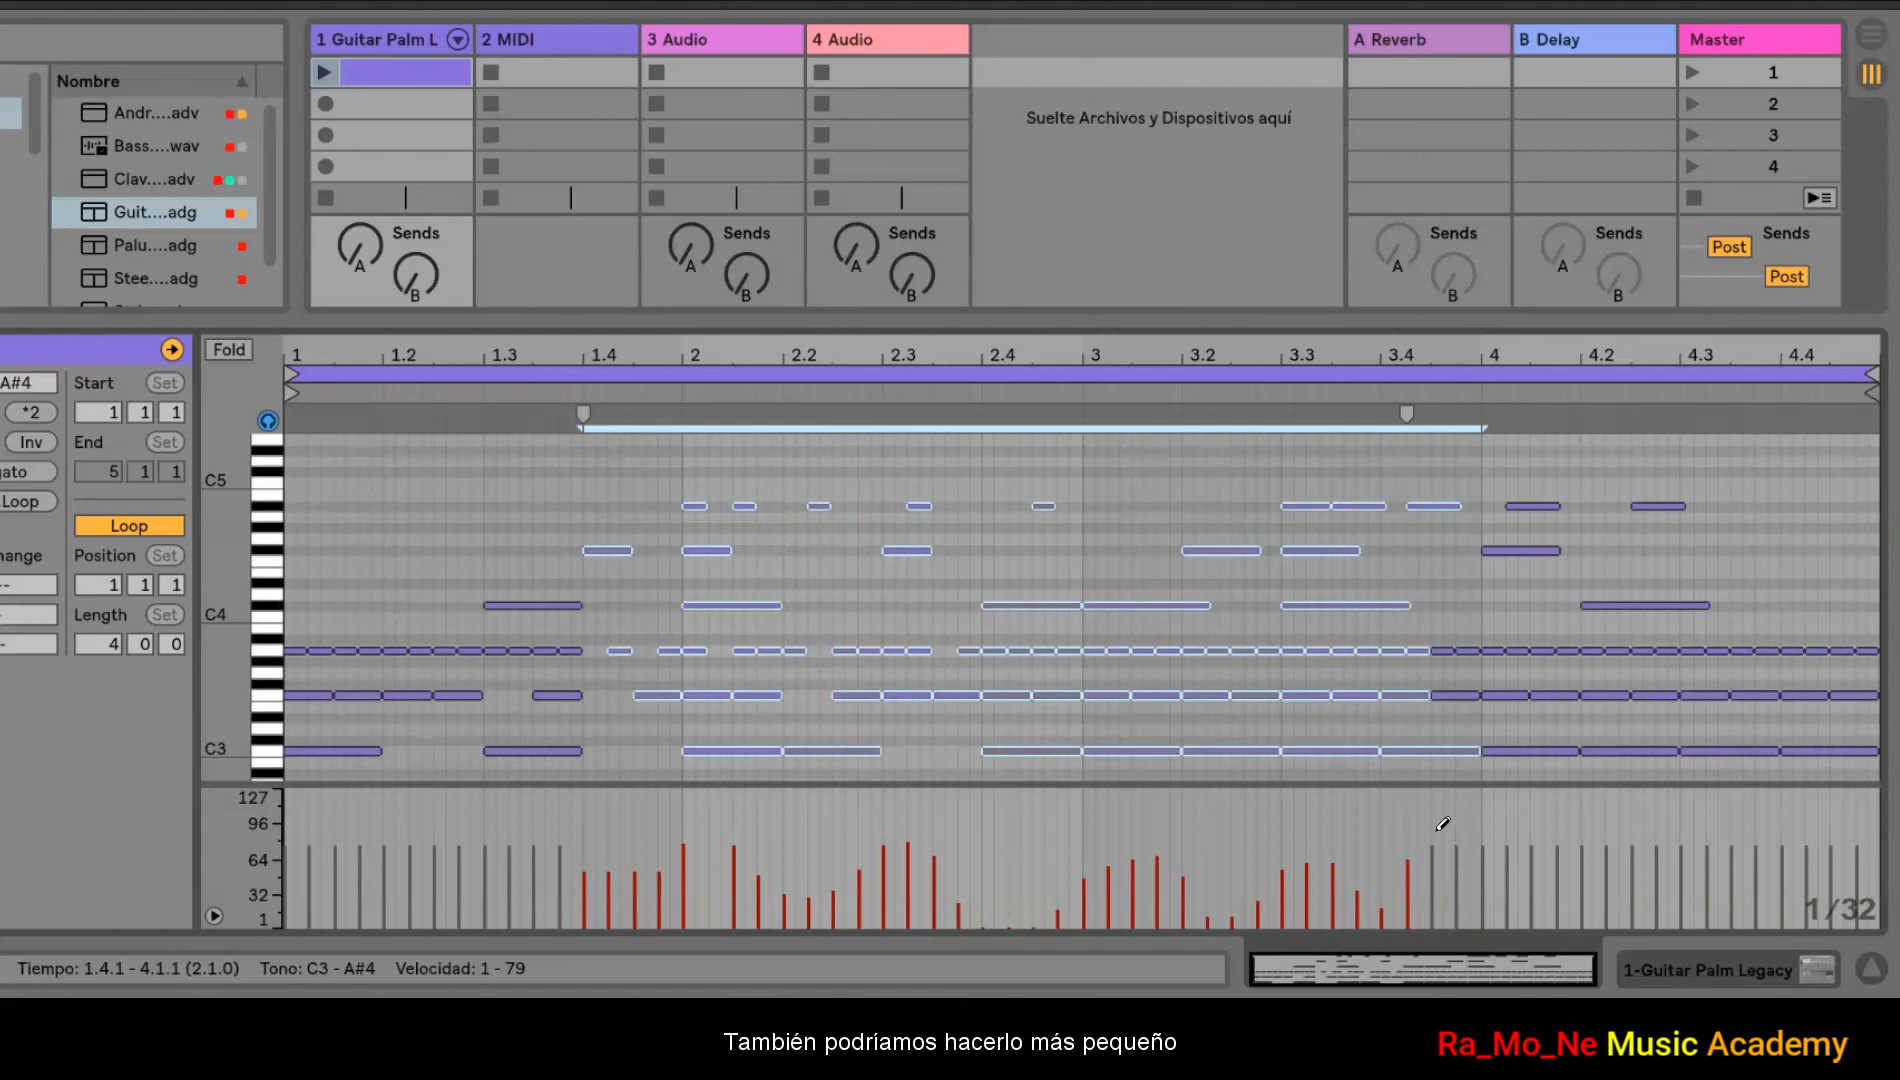 1 Guitar Palm L
2 MIDI
3 Audio
4 Audio
A Reverb
B Delay
Master
Nombre
Andr....adv
Bass....wav
Clav....adv
Guit....adg
Palu....adg
Stee....adg
Suelte Archivos y Dispositivos aquí
1
2
3
4
Sends
A
B
Sends
A
B
Sends
A
B
Sends
A
B
Sends
A
B
Sends
Post
Post
Fold
1 1.2 1.3 1.4 2 2.2 2.3 2.4 3 3.2 3.3 3.4 4 4.2 4.3 4.4
A#4
Start Set
*2
1 1 1
Inv
End Set
ato
5 1 1
Loop
Loop
hange
Position Set
--
1 1 1
Length Set
-
4 0 0
C5
C4
C3
127
96
64
32
1
1/32
Tiempo: 1.4.1 - 4.1.1 (2.1.0) Tono: C3 - A#4 Velocidad: 1 - 79
1-Guitar Palm Legacy
También podríamos hacerlo más pequeño
Ra_Mo_Ne Music Academy